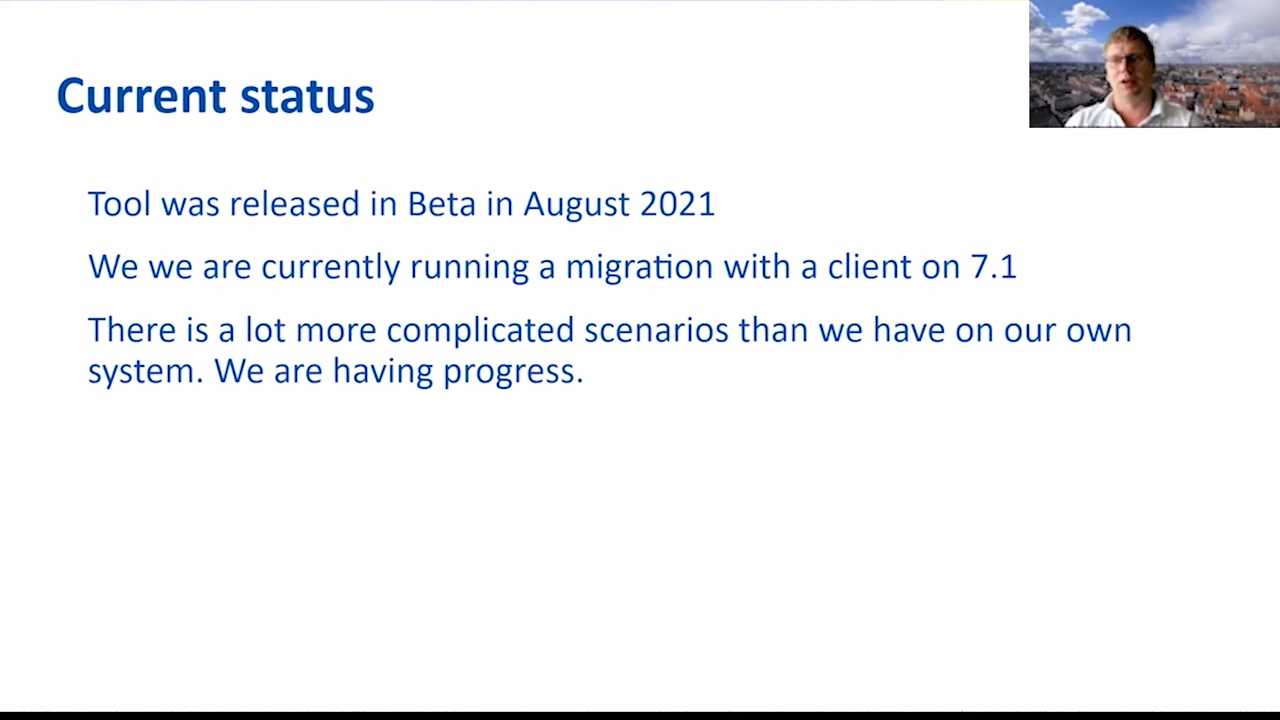 Current status
Tool was released in Beta in August 2021
We we are currently running a migration with a client on 7.1
There is a lot more complicated scenarios than we have on our own
system. We are having progress.